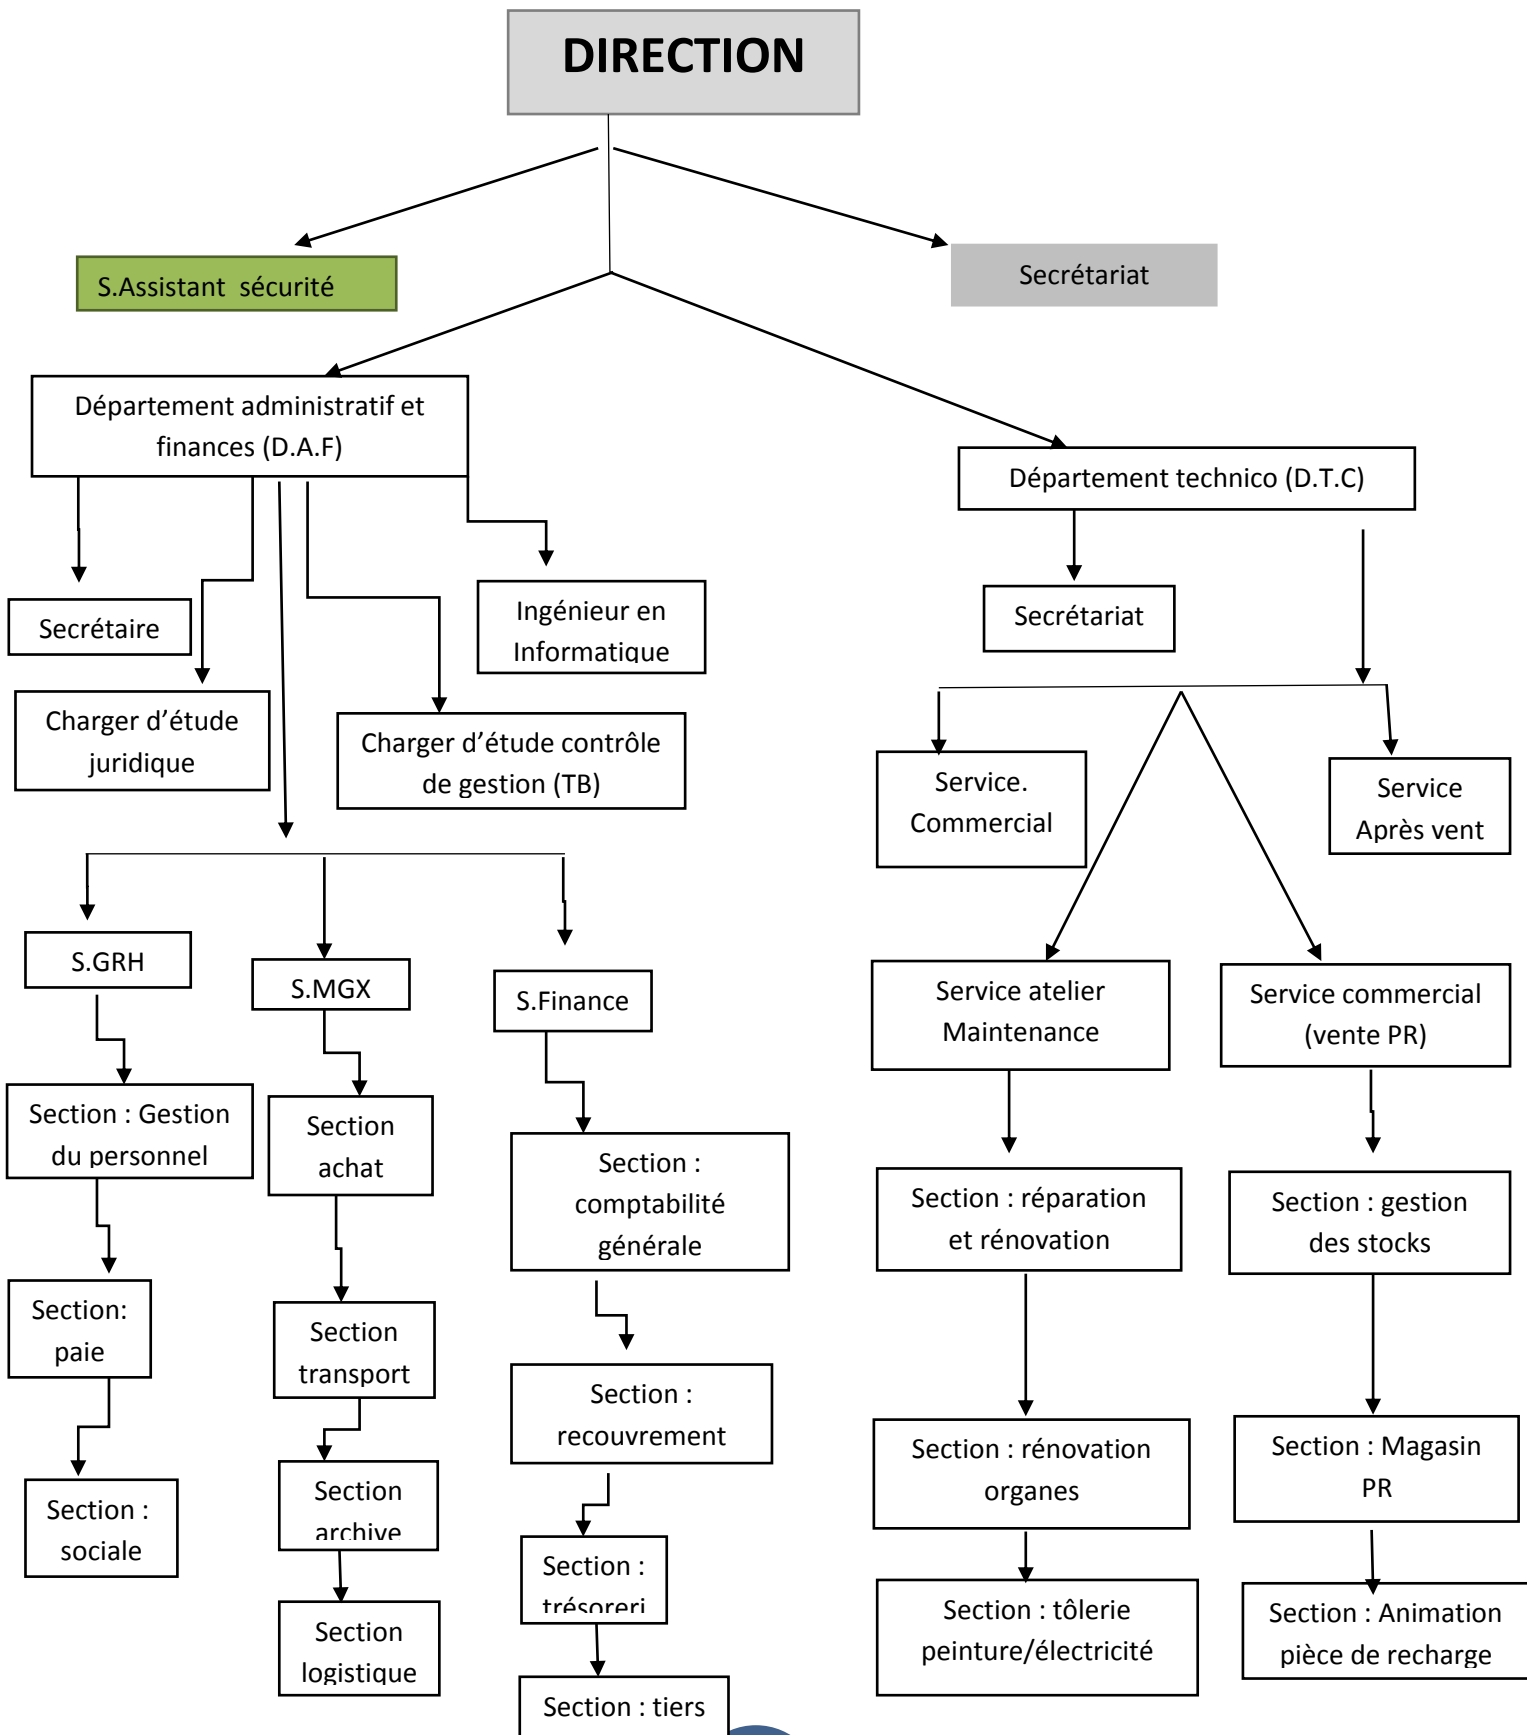 DIRECTION
S.Assistant sécurité
Secrétariat
Département administratif et
finances (D.A.F)
Département technico (D.T.C)
Secrétaire
Ingénieur en
Informatique
Secrétariat
Charger d’étude
juridique
Charger d’étude contrôle
de gestion (TB)
Service.
Commercial
Service
Après vent
S.GRH
S.MGX
S.Finance
Service atelier
Maintenance
Service commercial
(vente PR)
Section : Gestion
du personnel
Section
achat
Section :
comptabilité
générale
Section : réparation
et rénovation
Section : gestion
des stocks
Section:
paie
Section
transport
Section :
recouvrement
Section : rénovation
organes
Section : Magasin
PR
Section :
sociale
Section
archive
Section :
trésoreri
Section : tôlerie
peinture/électricité
Section : Animation
pièce de recharge
Section
logistique
Section : tiers